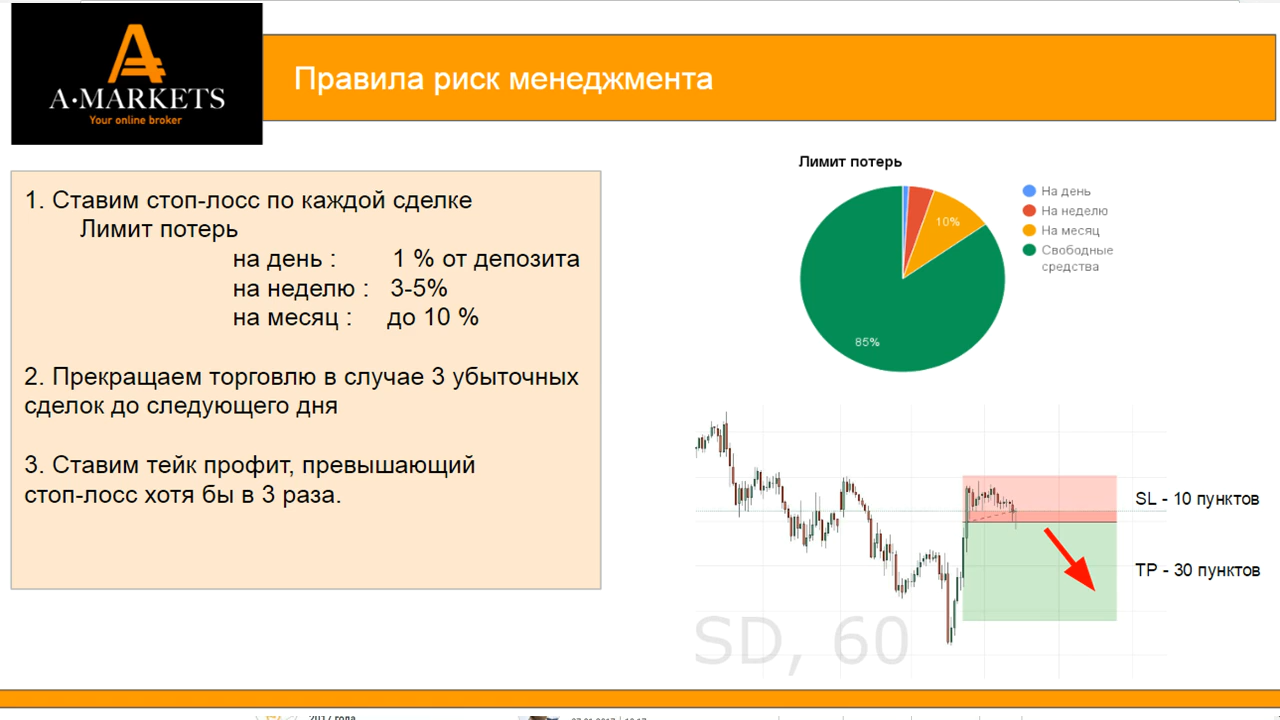 A·MARKETS
Your online broker
Правила риск менеджмента
1. Ставим стоп-лосс по каждой сделке
Лимит потерь
на день : 1 % от депозита
на неделю : 3-5%
на месяц : до 10 %
2. Прекращаем торговлю в случае 3 убыточных
сделок до следующего дня
3. Ставим тейк профит, превышающий
стоп-лосс хотя бы в 3 раза.
Лимит потерь
10%
85%
На день
На неделю
На месяц
Свободные
средства
SL - 10 пунктов
TP - 30 пунктов
SD, 60
2017 года